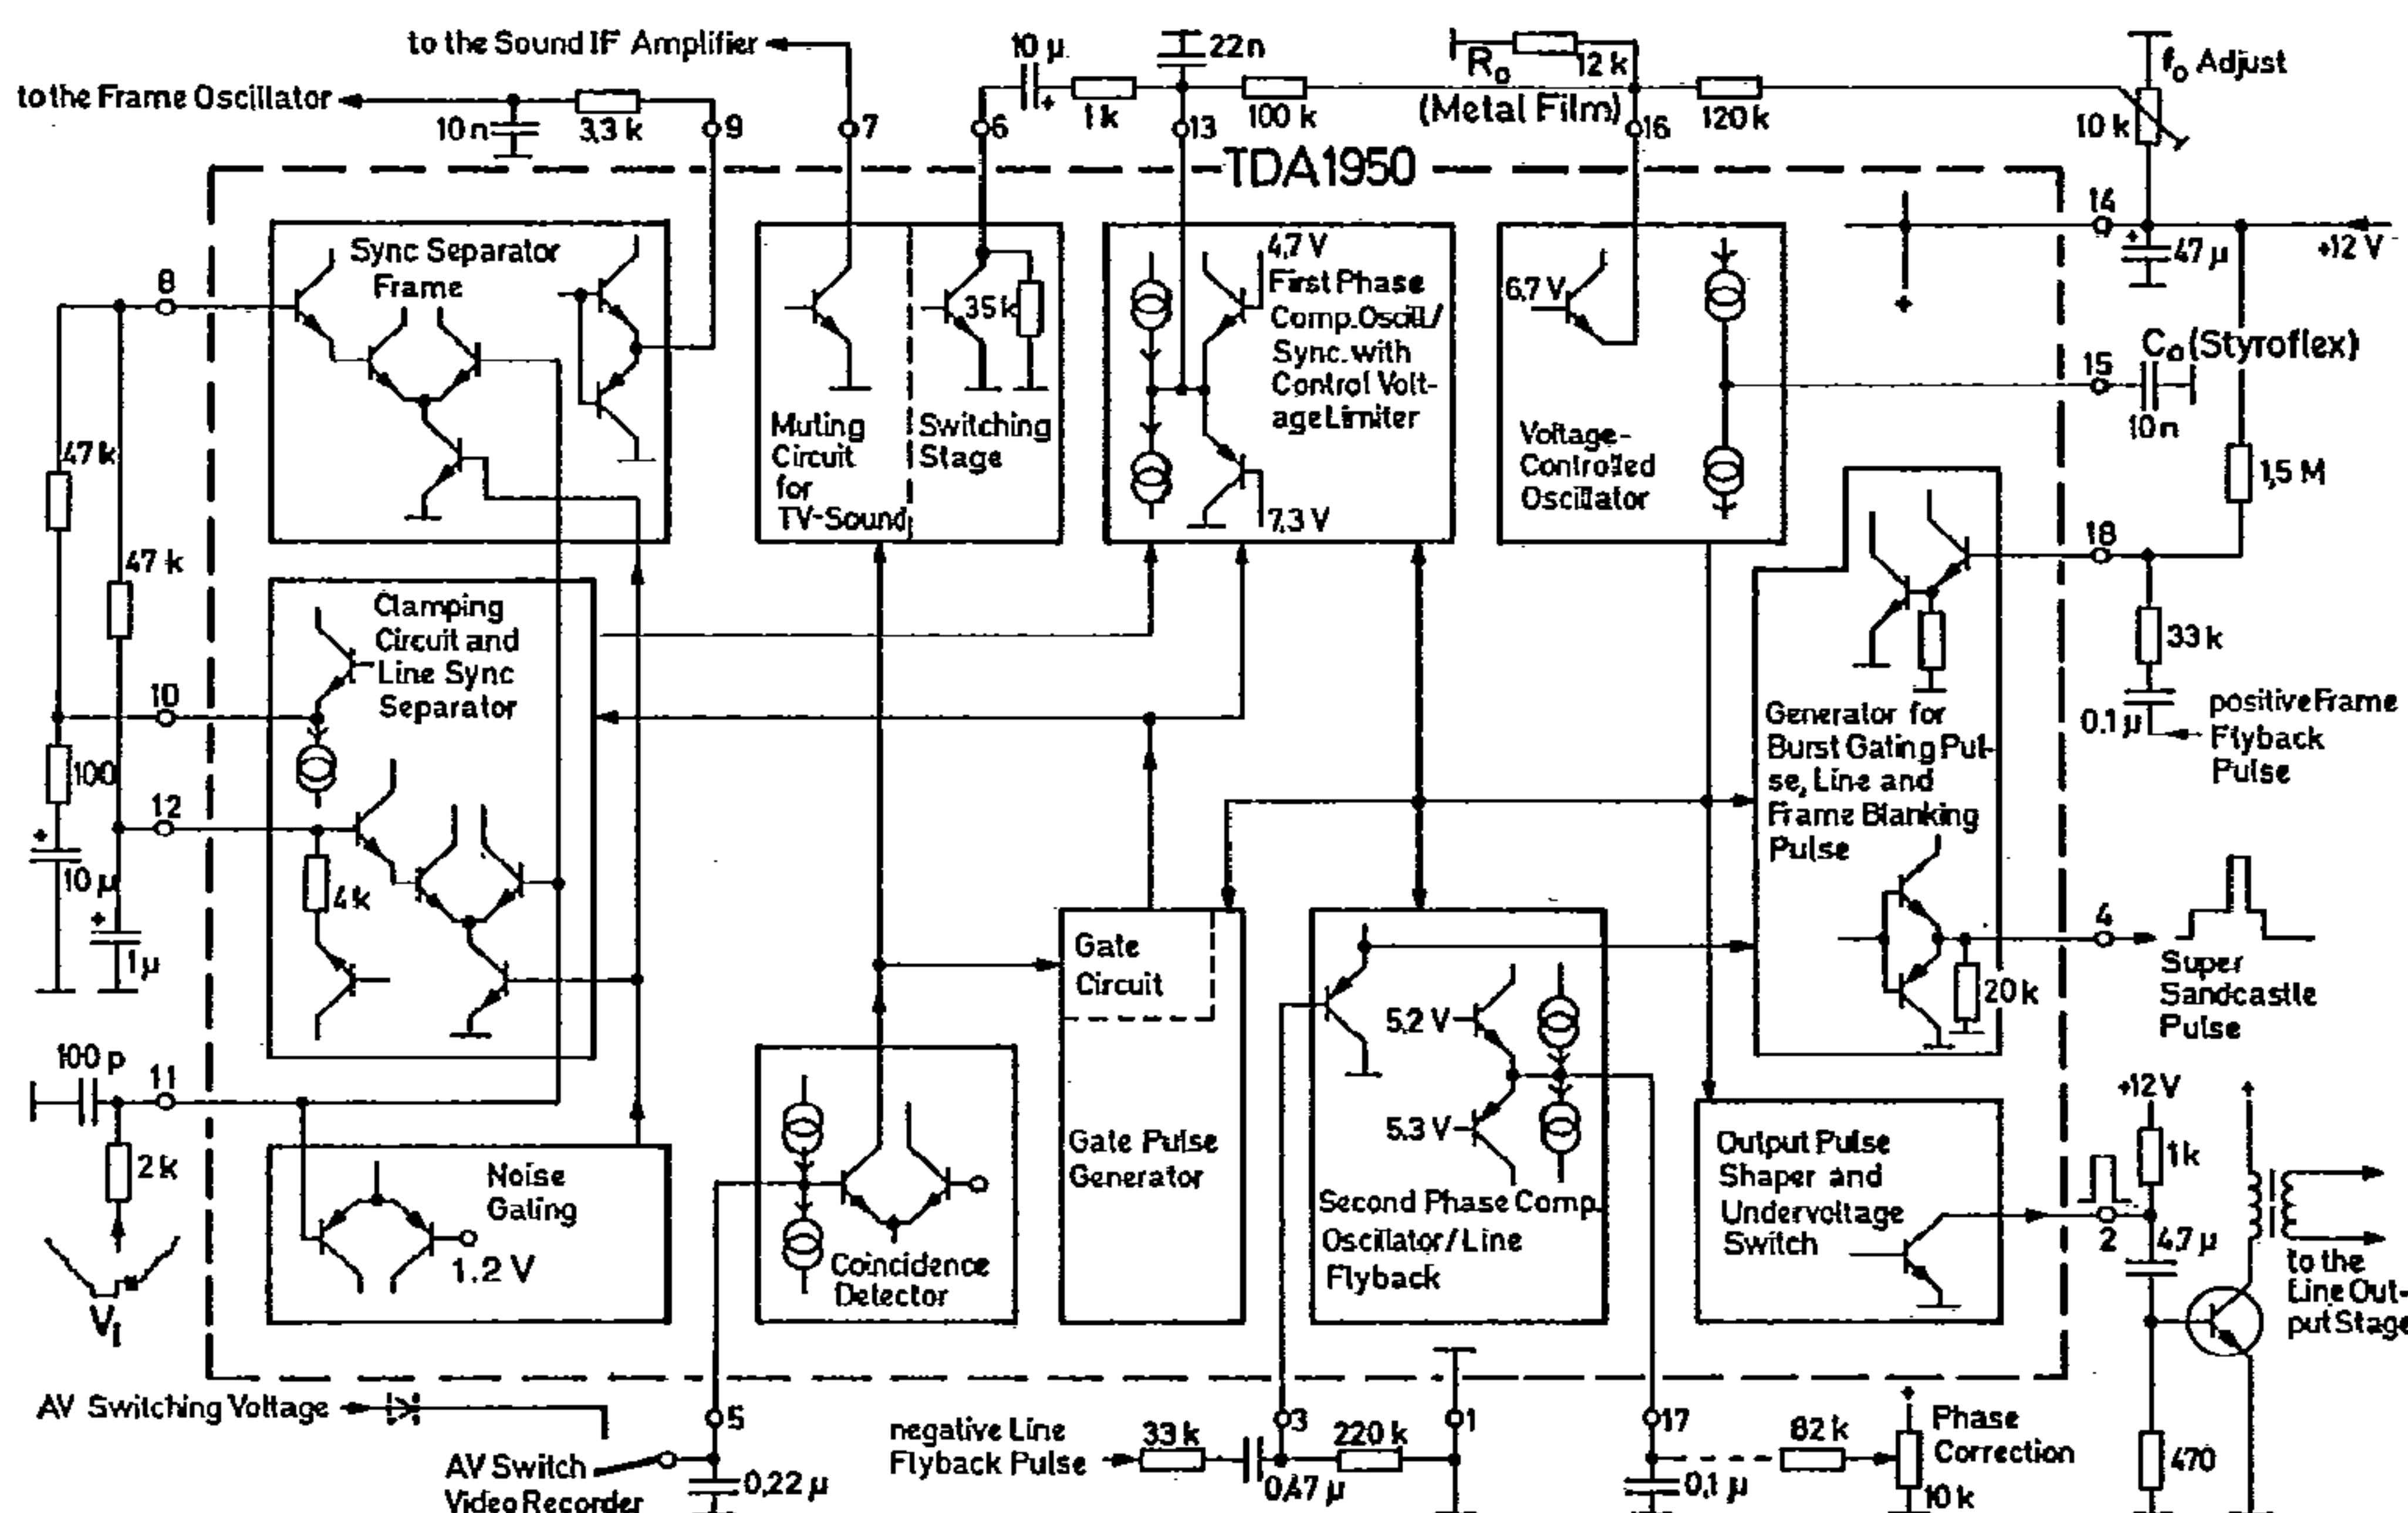 to the Sound IF Amplifier
10 µ
22n
R₀
12 k
f₀ Adjust
to the Frame Oscillator
10 n
3,3 k
9
7
6
1 k
13
100 k
(Metal Film)
16
120 k
10 k
TDA1950
8
Sync Separator
Frame
35 k
Muting
Circuit
for
TV-Sound
Switching
Stage
4,7 V
First Phase
Comp. Oscill./
Sync. with
Control Volt-
age Limiter
7,3 V
6,7 V
Voltage-
Controlled
Oscillator
14
+
47 µ
+12 V
+
15
C₀ (Styroflex)
10 n
1,5 M
18
33 k
0.1 µ
positive Frame
Flyback
Pulse
47 k
47 k
10
100
12
+
10 µ
+
1 µ
Clamping
Circuit and
Line Sync
Separator
4 k
Generator for
Burst Gating Pul-
se, Line and
Frame Blanking
Pulse
20 k
4
Super
Sandcastle
Pulse
Gate
Circuit
Gate Pulse
Generator
5,2 V
5.3 V
Second Phase Comp.
Oscillator/Line
Flyback
100 p
11
2 k
Vi
Noise
Gating
1.2 V
Coincidence
Detector
Output Pulse
Shaper and
Undervoltage
Switch
+12 V
+
1 k
2
4,7 µ
to the
Line Out-
put Stage
470
AV Switching Voltage
5
AV Switch
Video Recorder
0,22 µ
negative Line
Flyback Pulse
33 k
3
0,47 µ
220 k
1
17
0,1 µ
82 k
+
Phase
Correction
10 k